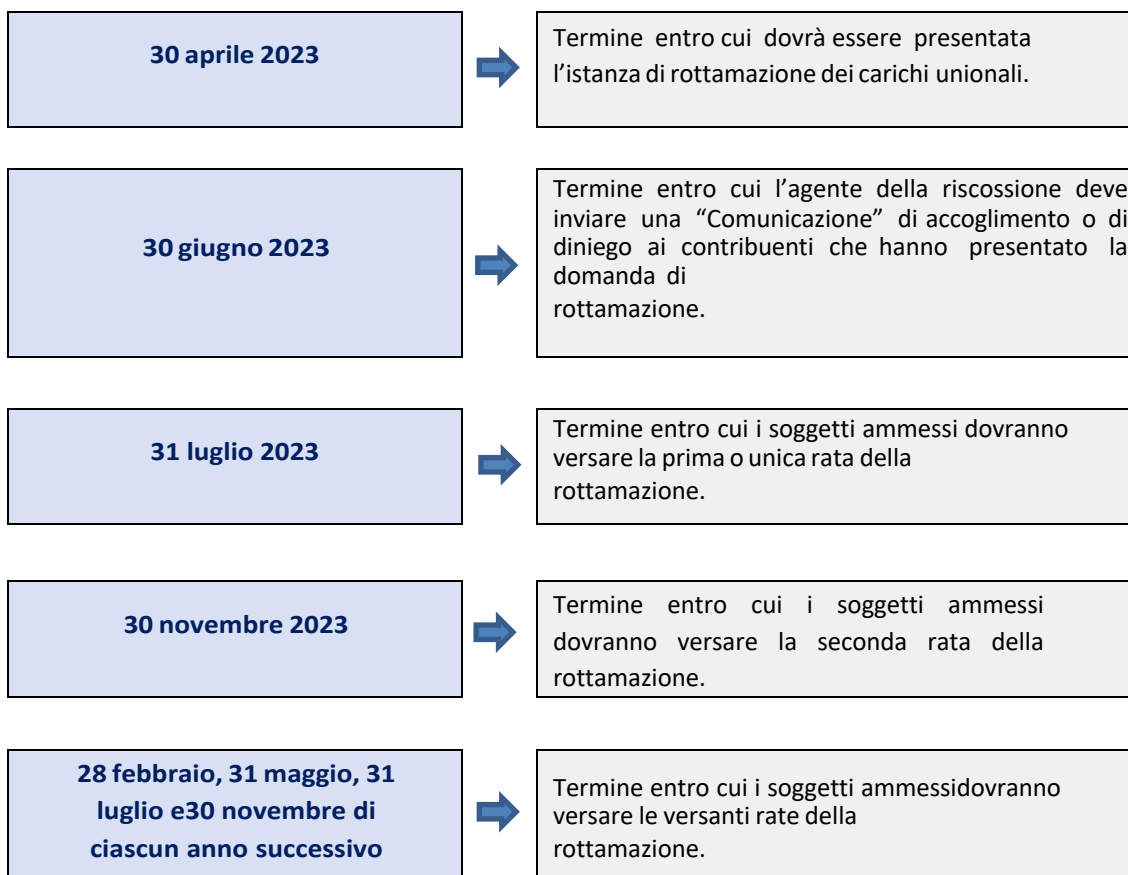 30 aprile 2023
Termine entro cui dovrà essere presentata
l'istanza di rottamazione dei carichi unionali.
30 giugno 2023
Termine entro cui l'agente della riscossione deve
inviare una “Comunicazione” di accoglimento o di
diniego ai contribuenti che hanno presentato la
domanda di
rottamazione.
31 luglio 2023
Termine entro cui i soggetti ammessi dovranno
versare la prima o unica rata della
rottamazione.
30 novembre 2023
Termine entro cui i soggetti ammessi
dovranno versare la seconda rata della
rottamazione.
28 febbraio, 31 maggio, 31
luglio e30 novembre di
ciascun anno successivo
Termine entro cui i soggetti ammessidovranno
versare le versanti rate della
rottamazione.